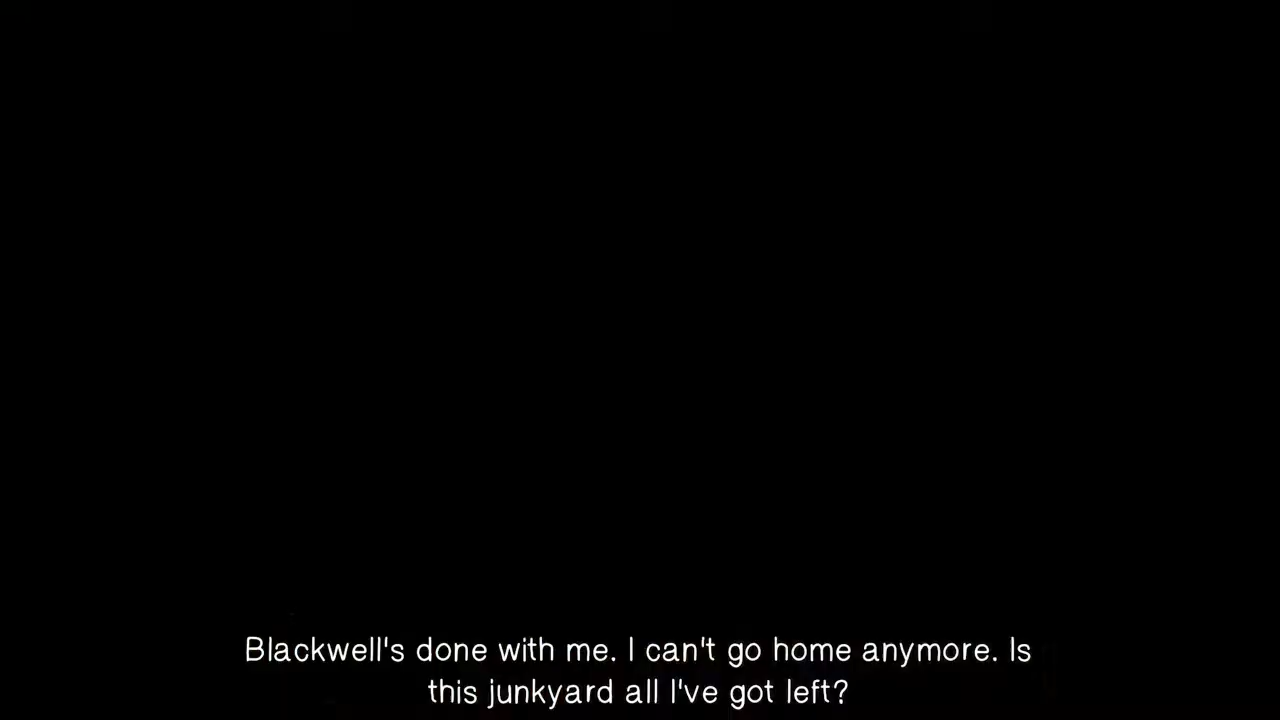 Blackwell's done with me. I can't go home anymore. Is
this junkyard all I've got left?